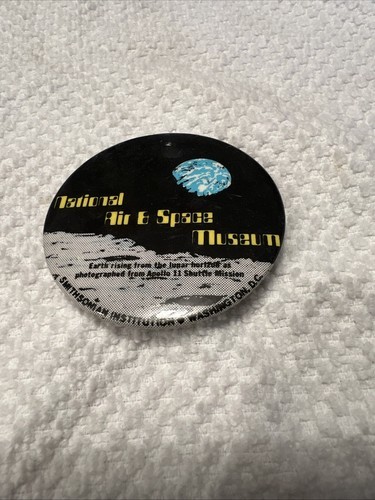 National
Air & Space
Museum
Earth rising from the lunar horizon as
photographed from Apollo 11 Shuttle Mission
SMITHSONIAN INSTITUTION • WASHINGTON, D.C.